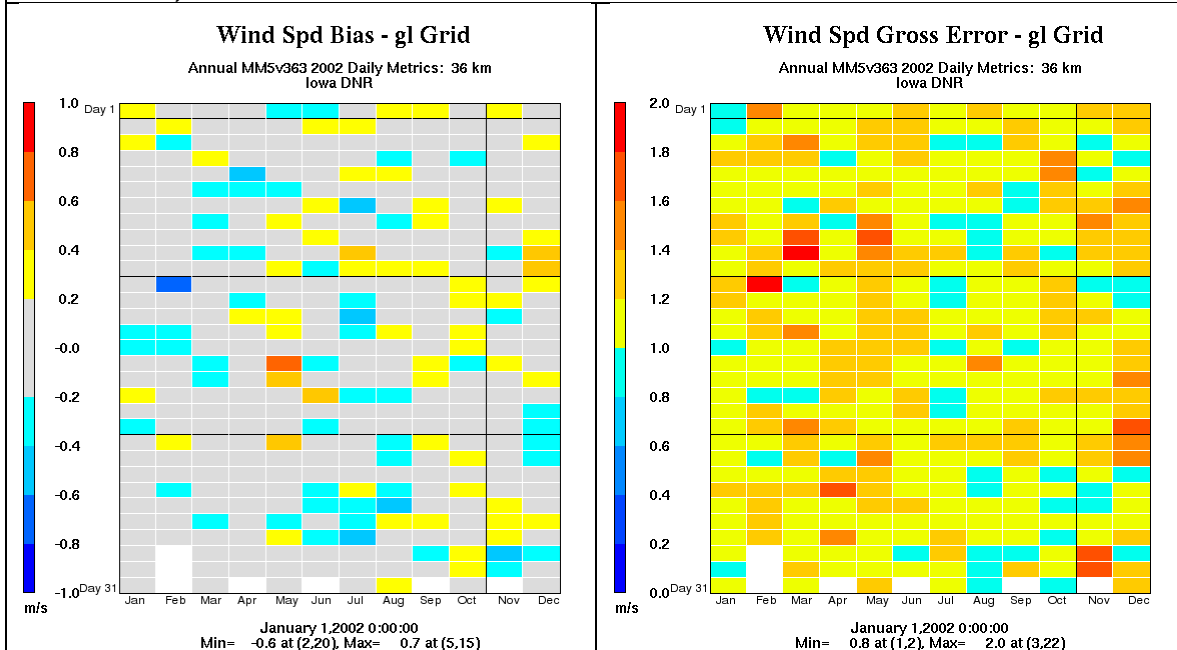 Wind Spd Bias - gl Grid
Annual MM5v363 2002 Daily Metrics: 36 km
Iowa DNR
1.0
0.8
0.6
0.4
0.2
-0.0
-0.2
-0.4
-0.6
-0.8
-1.0
m/s
Day 1
Day 31
Jan Feb Mar Apr May Jun Jul Aug Sep Oct Nov Dec
January 1,2002 0:00:00
Min= -0.6 at (2,20), Max= 0.7 at (5,15)
Wind Spd Gross Error - gl Grid
Annual MM5v363 2002 Daily Metrics: 36 km
Iowa DNR
2.0
1.8
1.6
1.4
1.2
1.0
0.8
0.6
0.4
0.2
0.0
m/s
Day 1
Day 31
Jan Feb Mar Apr May Jun Jul Aug Sep Oct Nov Dec
January 1,2002 0:00:00
Min= 0.8 at (1,2), Max= 2.0 at (3,22)